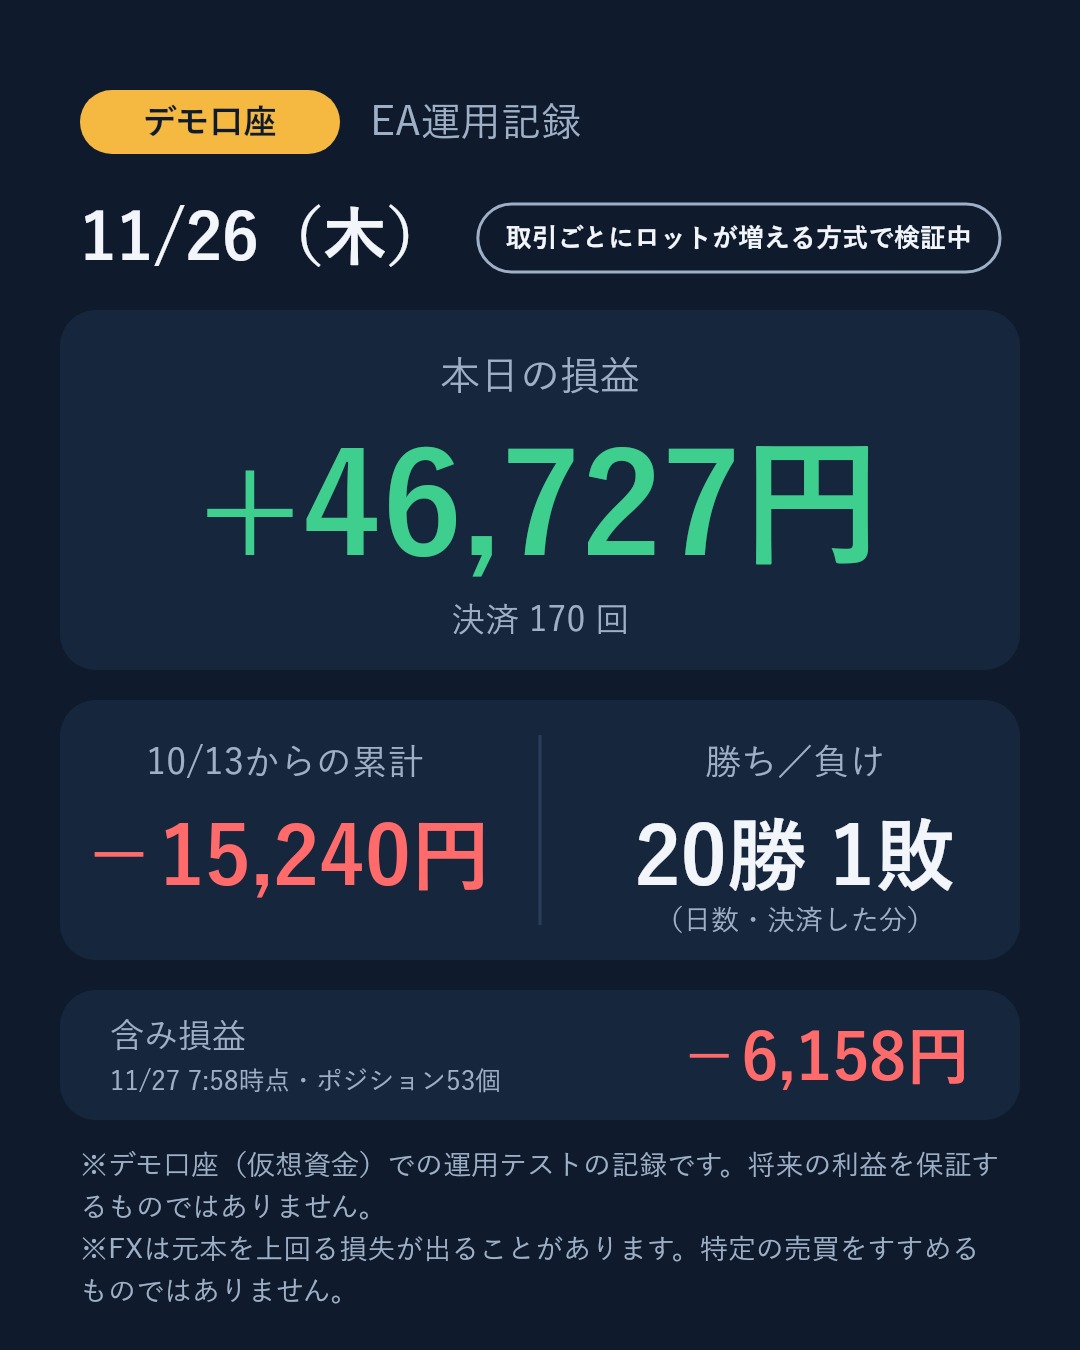 デモ口座
EA運用記録
11/26（木）
取引ごとにロットが増える方式で検証中
本日の損益
+46,727円
決済 170 回
10/13からの累計
－15,240円
勝ち／負け
20勝 1敗
（日数・決済した分）
含み損益
11/27 7:58時点・ポジション53個
－6,158円
※デモ口座（仮想資金）での運用テストの記録です。将来の利益を保証す
るものではありません。
※FXは元本を上回る損失が出ることがあります。特定の売買をすすめる
ものではありません。